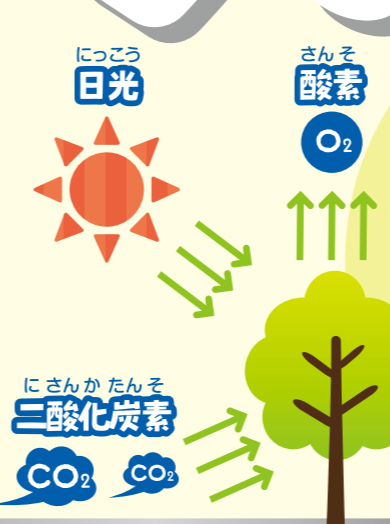 にっこう
日光
さんそ
酸素
O₂
にさんかたんそ
二酸化炭素
CO₂
CO₂